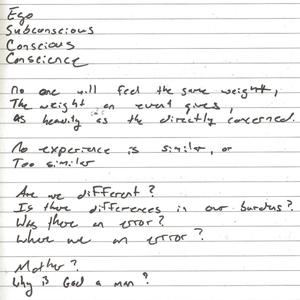 Ego
Subconscious
Conscious
Conscience
No one will feel the same weight,
The weight an event gives,
As heavily as the directly concerned.
No experience is similar, or
Too similar
Are we different?
Is there differences in our burdens?
Was there an error?
Where we an error?
Mother?
Why is God a man?